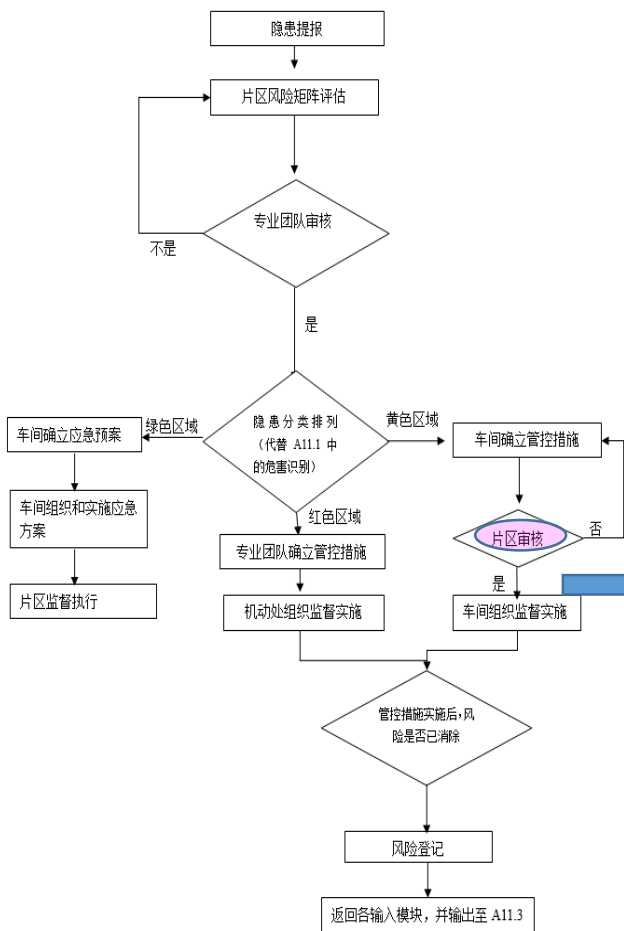 隐患提报
片区风险矩阵评估
专业团队审核
不是
是
隐患分类排列
（代替 A11.1 中
的危害识别）
绿色区域
黄色区域
红色区域
车间确立应急预案
车间组织和实施应急
方案
片区监督执行
专业团队确立管控措施
机动处组织监督实施
车间确立管控措施
片区审核
否
是
车间组织监督实施
管控措施实施后，风
险是否已消除
风险登记
返回各输入模块，并输出至 A11.3